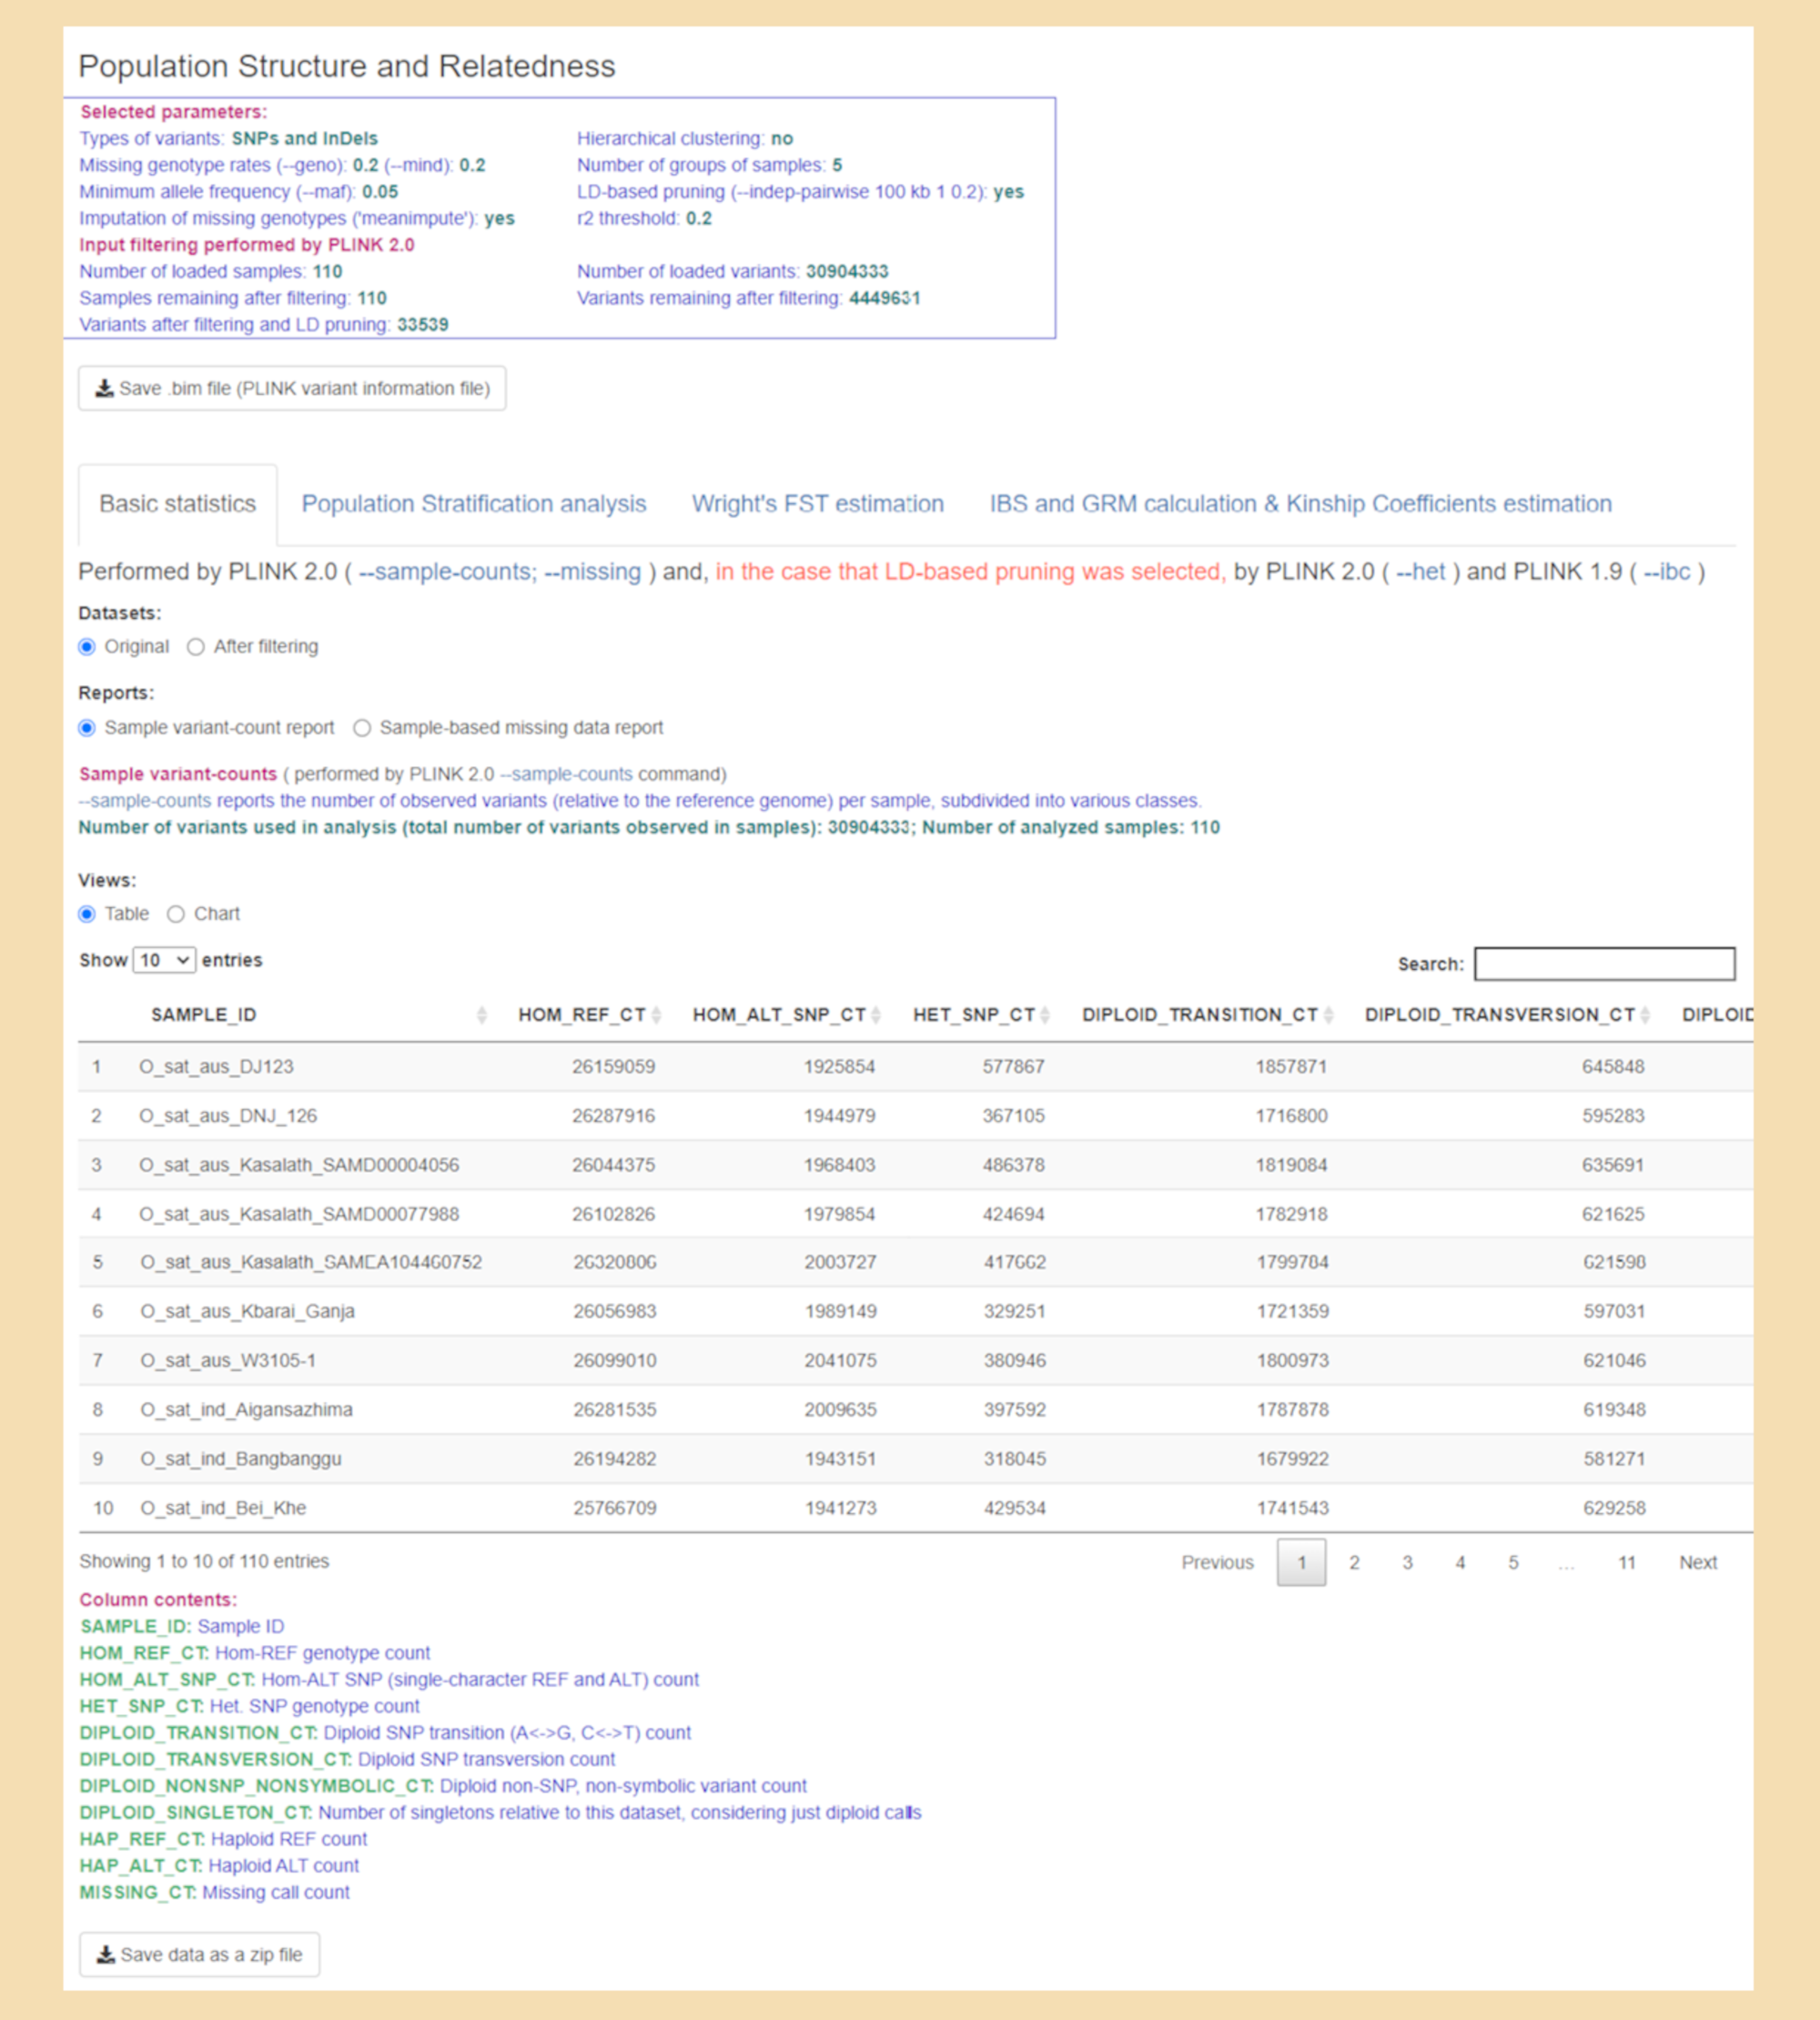 Population Structure and Relatedness
Selected parameters:
Types of variants: SNPs and InDels Hierarchical clustering: no
Missing genotype rates (--geno): 0.2 (--mind): 0.2 Number of groups of samples: 5
Minimum allele frequency (--maf): 0.05 LD-based pruning (--indep-pairwise 100 kb 1 0.2): yes
Imputation of missing genotypes ('meanimpute'): yes r2 threshold: 0.2
Input filtering performed by PLINK 2.0
Number of loaded samples: 110 Number of loaded variants: 30904333
Samples remaining after filtering: 110 Variants remaining after filtering: 4449631
Variants after filtering and LD pruning: 33539
Save .bim file (PLINK variant information file)
Basic statistics Population Stratification analysis Wright's FST estimation IBS and GRM calculation & Kinship Coefficients estimation
Performed by PLINK 2.0 ( --sample-counts; --missing ) and, in the case that LD-based pruning was selected, by PLINK 2.0 ( --het ) and PLINK 1.9 ( --ibc )
Datasets:
Original After filtering
Reports:
Sample variant-count report Sample-based missing data report
Sample variant-counts ( performed by PLINK 2.0 --sample-counts command)
--sample-counts reports the number of observed variants (relative to the reference genome) per sample, subdivided into various classes.
Number of variants used in analysis (total number of variants observed in samples): 30904333; Number of analyzed samples: 110
Views:
Table Chart
Show 10 entries Search:
SAMPLE_ID HOM_REF_CT HOM_ALT_SNP_CT HET_SNP_CT DIPLOID_TRANSITION_CT DIPLOID_TRANSVERSION_CT DIPLOID
1 O_sat_aus_DJ123 26159059 1925854 577867 1857871 645848
2 O_sat_aus_DNJ_126 26287916 1944979 367105 1716800 595283
3 O_sat_aus_Kasalath_SAMD00004056 26044375 1968403 486378 1819084 635691
4 O_sat_aus_Kasalath_SAMD00077988 26102826 1979854 424694 1782918 621625
5 O_sat_aus_Kasalath_SAMEA104460752 26320806 2003727 417662 1799784 621598
6 O_sat_aus_Kbarai_Ganja 26056983 1989149 329251 1721359 597031
7 O_sat_aus_W3105-1 26099010 2041075 380946 1800973 621046
8 O_sat_ind_Aigansazhima 26281535 2009635 397592 1787878 619348
9 O_sat_ind_Bangbanggu 26194282 1943151 318045 1679922 581271
10 O_sat_ind_Bei_Khe 25766709 1941273 429534 1741543 629258
Showing 1 to 10 of 110 entries Previous 1 2 3 4 5 ... 11 Next
Column contents:
SAMPLE_ID: Sample ID
HOM_REF_CT: Hom-REF genotype count
HOM_ALT_SNP_CT: Hom-ALT SNP (single-character REF and ALT) count
HET_SNP_CT: Het. SNP genotype count
DIPLOID_TRANSITION_CT: Diploid SNP transition (A<->G, C<->T) count
DIPLOID_TRANSVERSION_CT: Diploid SNP transversion count
DIPLOID_NONSNP_NONSYMBOLIC_CT: Diploid non-SNP, non-symbolic variant count
DIPLOID_SINGLETON_CT: Number of singletons relative to this dataset, considering just diploid calls
HAP_REF_CT: Haploid REF count
HAP_ALT_CT: Haploid ALT count
MISSING_CT: Missing call count
Save data as a zip file